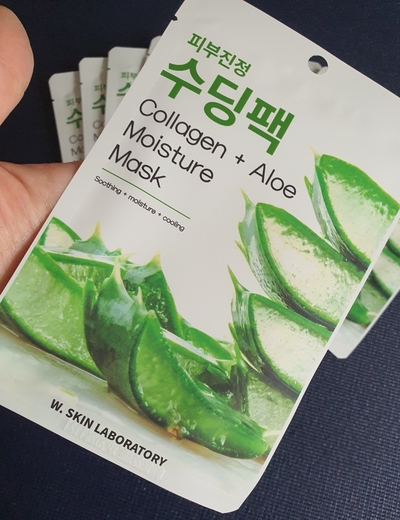 피부진정
수딩팩
Collagen + Aloe
Moisture
Mask
Soothing + moisture + cooling
W. SKIN LABORATORY